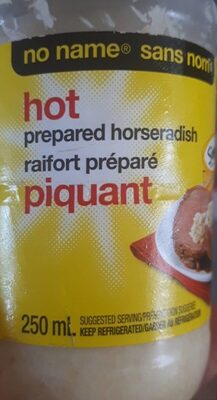 no name® sans nom
hot
prepared horseradish
raifort préparé
piquant
250 mL
SUGGESTED SERVING/PRÉSENTATION SUGGÉRÉE
KEEP REFRIGERATED/GARDER AU RÉFRIGÉRATEUR